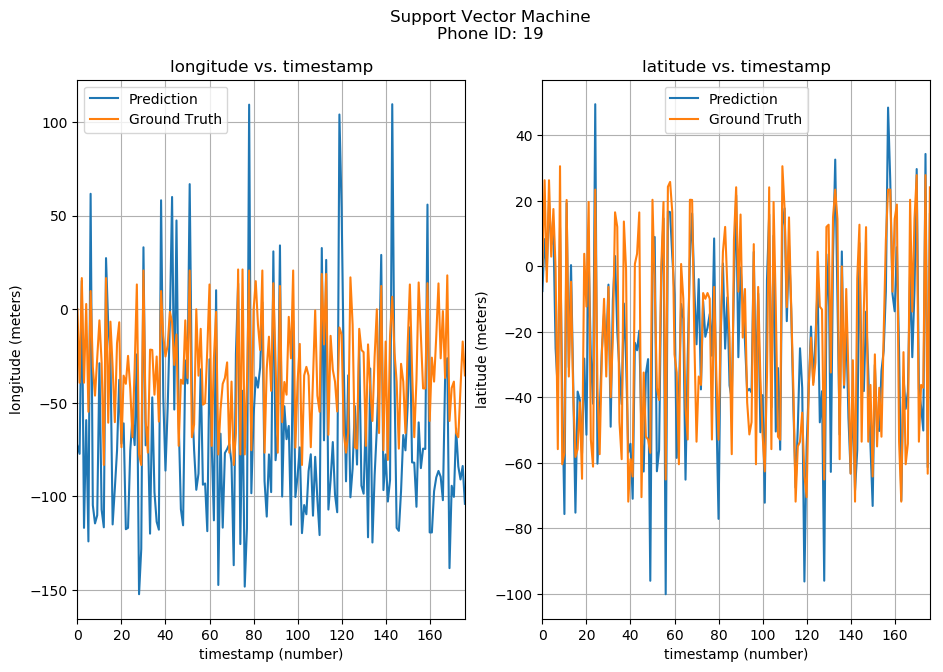 Support Vector Machine
Phone ID: 19
longitude vs. timestamp
longitude (meters)
100
50
0
−50
−100
−150
Prediction
Ground Truth
0 20 40 60 80 100 120 140 160
timestamp (number)
latitude vs. timestamp
latitude (meters)
40
20
0
−20
−40
−60
−80
−100
Prediction
Ground Truth
0 20 40 60 80 100 120 140 160
timestamp (number)